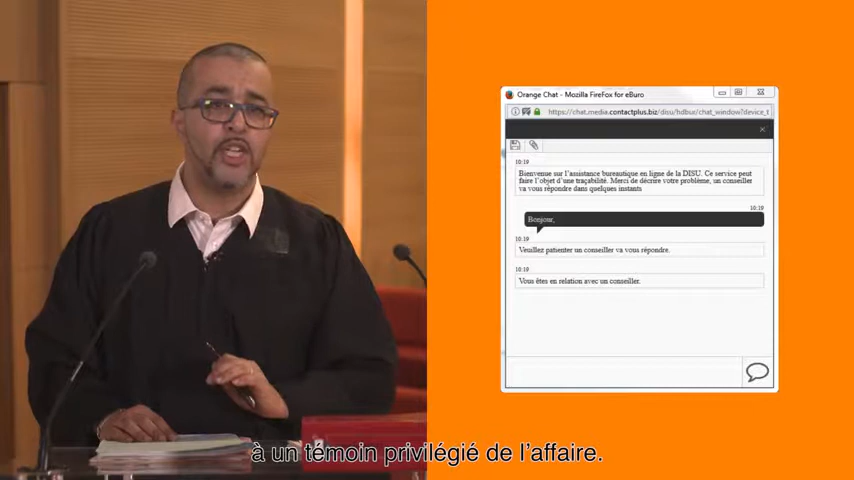 Orange Chat - Mozilla FireFox for eBuro
https://chat.media.contactplus.biz/disu/hdbur/chat_window?device_t
10:19
Bienvenue sur l'assistance bureautique en ligne de la DISU. Ce service peut
faire l'objet d'une traçabilité. Merci de décrire votre problème, un conseiller
va vous répondre dans quelques instants
10:19
Bonjour,
10:19
Veuillez patienter un conseiller va vous répondre.
10:19
Vous êtes en relation avec un conseiller.
à un témoin privilégié de l'affaire.